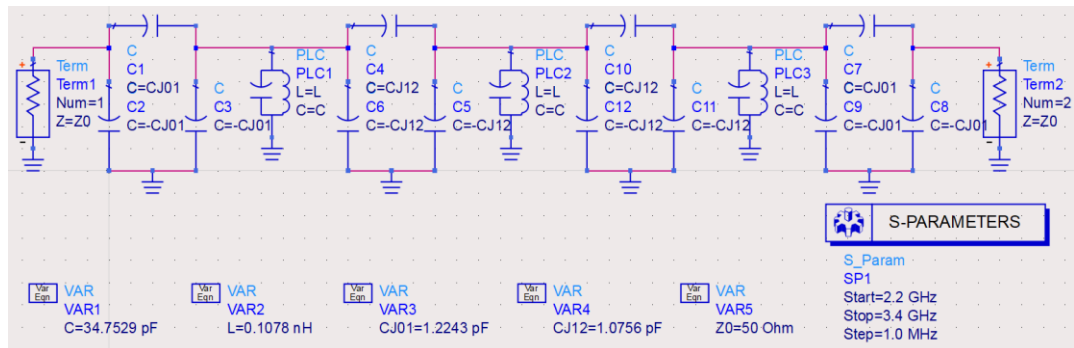 C
C1
C=CJ01
C2
C=-CJ01
Term
Term1
Num=1
Z=Z0
+
-
C
C3
C=-CJ01
PLC
PLC1
L=L
C=C
C
C4
C=CJ12
C6
C=-CJ12
C
C5
C=-CJ12
PLC
PLC2
L=L
C=C
C
C10
C=CJ12
C12
C=-CJ12
C
C11
C=-CJ12
PLC
PLC3
L=L
C=C
C
C7
C=CJ01
C9
C=-CJ01
C
C8
C=-CJ01
+
-
Term
Term2
Num=2
Z=Z0
S-PARAMETERS
S_Param
SP1
Start=2.2 GHz
Stop=3.4 GHz
Step=1.0 MHz
Var
Eqn
VAR
VAR1
C=34.7529 pF
Var
Eqn
VAR
VAR2
L=0.1078 nH
Var
Eqn
VAR
VAR3
CJ01=1.2243 pF
Var
Eqn
VAR
VAR4
CJ12=1.0756 pF
Var
Eqn
VAR
VAR5
Z0=50 Ohm